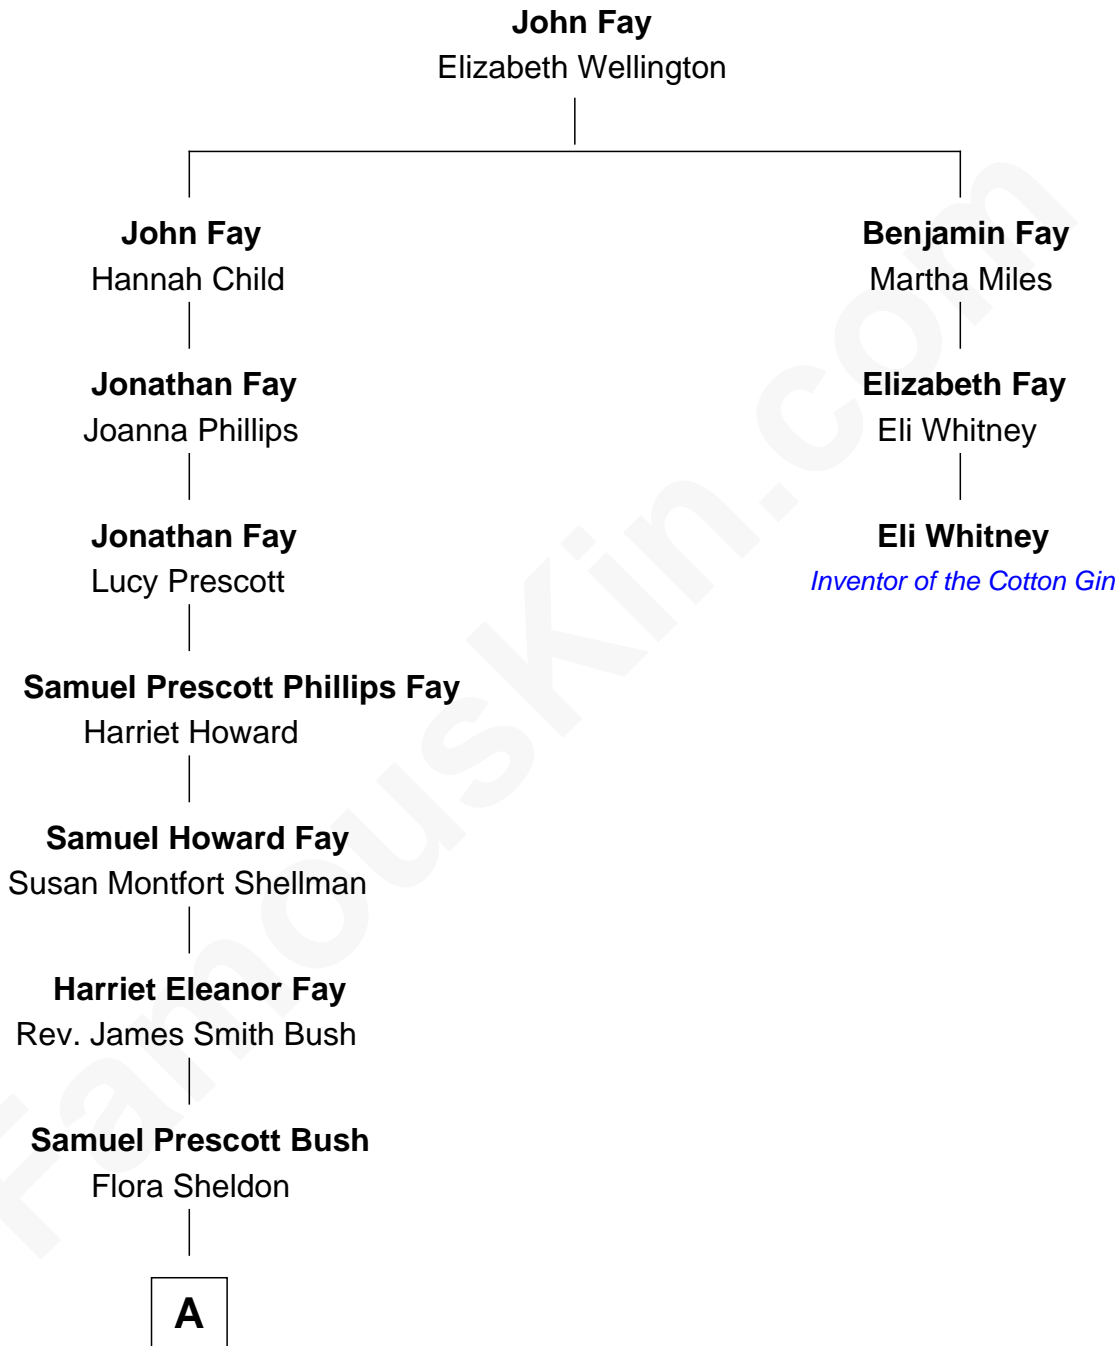 John Fay
Elizabeth Wellington
John Fay
Hannah Child
Benjamin Fay
Martha Miles
Jonathan Fay
Joanna Phillips
Elizabeth Fay
Eli Whitney
Jonathan Fay
Lucy Prescott
Eli Whitney
Inventor of the Cotton Gin
Samuel Prescott Phillips Fay
Harriet Howard
Samuel Howard Fay
Susan Montfort Shellman
Harriet Eleanor Fay
Rev. James Smith Bush
Samuel Prescott Bush
Flora Sheldon
A
FamousKin.com